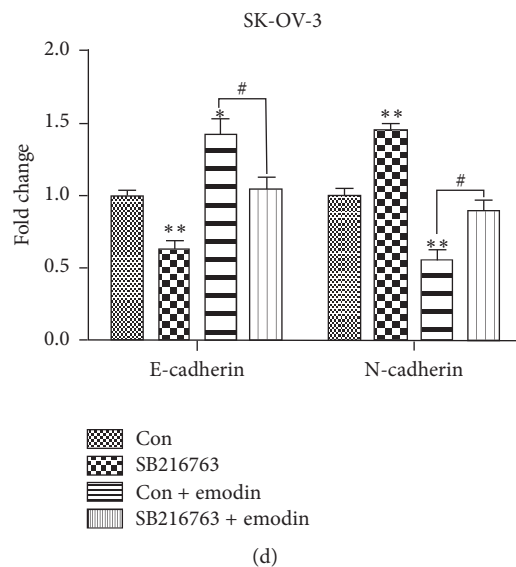 SK-OV-3
2.0
1.5
1.0
0.5
0.0
Fold change
**
*
#
**
**
#
E-cadherin
N-cadherin
Con
SB216763
Con + emodin
SB216763 + emodin
(d)